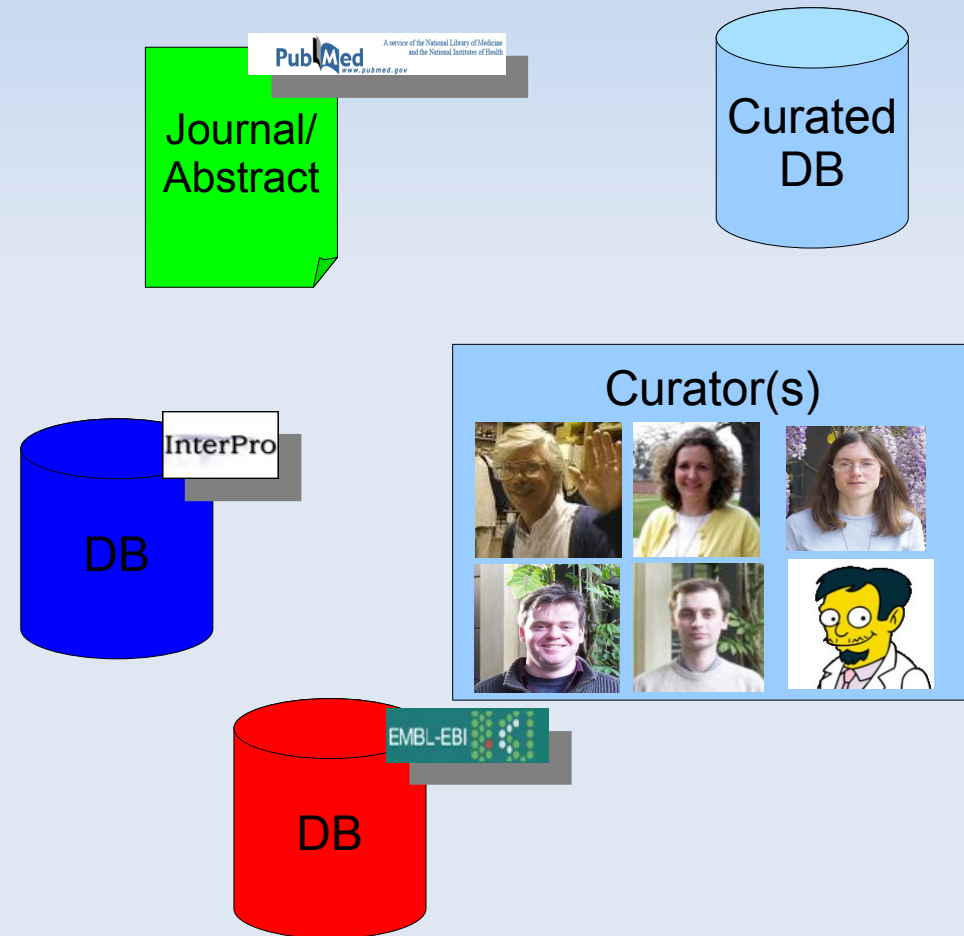 PubMed
A service of the National Library of Medicine
and the National Institutes of Health
www.pubmed.gov
Journal/
Abstract
Curated
DB
Curator(s)
InterPro
DB
EMBL-EBI
DB